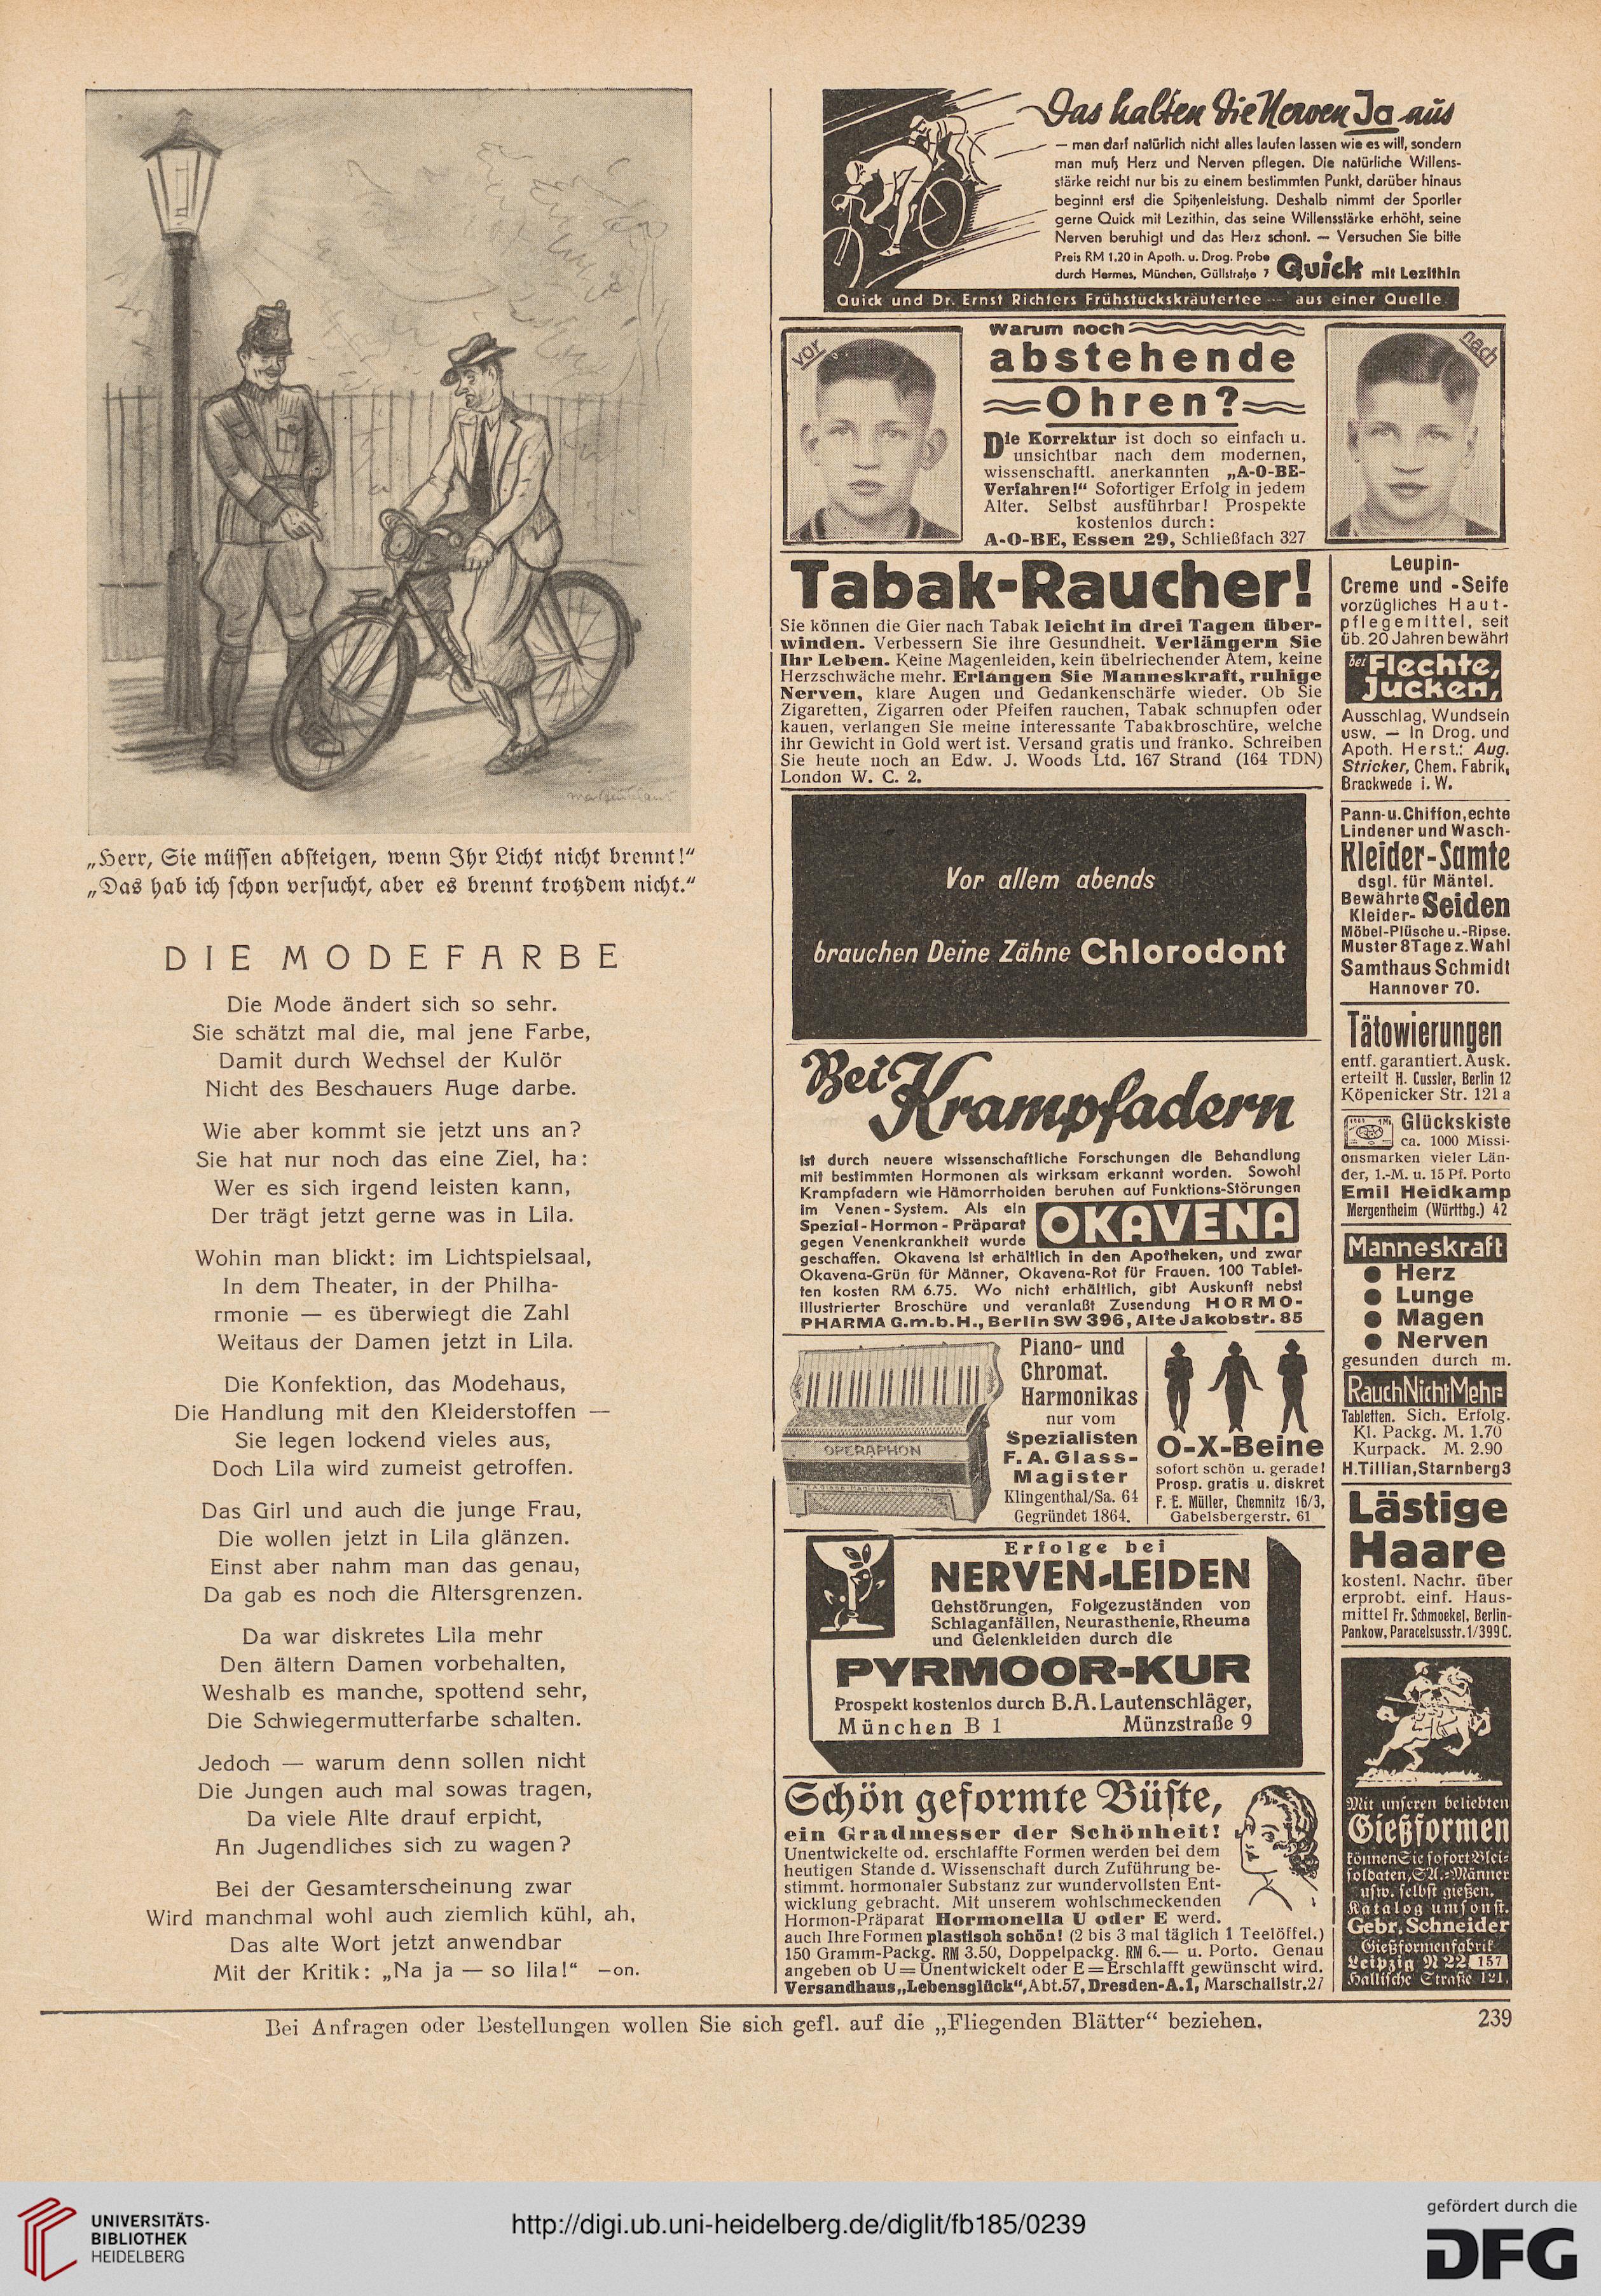 „Herr, Sie müssen absteigen, wenn Ihr Licht nicht brennt!“
„Das hab ich schon versucht, aber es brennt trotzdem nicht.“
DIE MODEFARBE
Die Mode ändert sich so sehr.
Sie schätzt mal die, mal jene Farbe,
Damit durch Wechsel der Kulör
Nicht des Beschauers Auge darbe.
Wie aber kommt sie jetzt uns an?
Sie hat nur noch das eine Ziel, ha:
Wer es sich irgend leisten kann,
Der trägt jetzt gerne was in Lila.
Wohin man blickt: im Lichtspielsaal,
In dem Theater, in der Philha-
rmonie — es überwiegt die Zahl
Weitaus der Damen jetzt in Lila.
Die Konfektion, das Modehaus,
Die Handlung mit den Kleiderstoffen —
Sie legen lockend vieles aus,
Doch Lila wird zumeist getroffen.
Das Girl und auch die junge Frau,
Die wollen jetzt in Lila glänzen.
Einst aber nahm man das genau,
Da gab es noch die Altersgrenzen.
Da war diskretes Lila mehr
Den ältern Damen vorbehalten,
Weshalb es manche, spottend sehr,
Die Schwiegermutterfarbe schalten.
Jedoch — warum denn sollen nicht
Die Jungen auch mal sowas tragen,
Da viele Alte drauf erpicht,
An Jugendliches sich zu wagen?
Bei der Gesamterscheinung zwar
Wird manchmal wohl auch ziemlich kühl, ah,
Das alte Wort jetzt anwendbar
Mit der Kritik: „Na ja — so lila!“ —on.
Das halten die Nerven Ja aus
— man darf natürlich nicht alles laufen lassen wie es will, sondern
man muß Herz und Nerven pflegen. Die natürliche Willens-
stärke reicht nur bis zu einem bestimmten Punkt, darüber hinaus
beginnt erst die Spitzenleistung. Deshalb nimmt der Sportler
gerne Quick mit Lezithin, das seine Willensstärke erhöht, seine
Nerven beruhigt und das Herz schont. — Versuchen Sie bitte
Preis RM 1.20 in Apoth. u. Drog. Probe
durch Hermes, München, Güllstraße 7 Quick mit Lezithin
Quick und Dr. Ernst Richters Frühstückskräutertee — aus einer Quelle
vor
Warum noch
abstehende
Ohren?
Die Korrektur ist doch so einfach u.
unsichtbar nach dem modernen,
wissenschaftl. anerkannten „A-O-BE-
Verfahren!“ Sofortiger Erfolg in jedem
Alter. Selbst ausführbar! Prospekte
kostenlos durch:
A-O-BE, Essen 29, Schließfach 327
nach
Tabak-Raucher!
Sie können die Gier nach Tabak leicht in drei Tagen über-
winden. Verbessern Sie ihre Gesundheit. Verlängern Sie
Ihr Leben. Keine Magenleiden, kein übelriechender Atem, keine
Herzschwäche mehr. Erlangen Sie Manneskraft, ruhige
Nerven, klare Augen und Gedankenschärfe wieder. Ob Sie
Zigaretten, Zigarren oder Pfeifen rauchen, Tabak schnupfen oder
kauen, verlangen Sie meine interessante Tabakbroschüre, welche
ihr Gewicht in Gold wert ist. Versand gratis und franko. Schreiben
Sie heute noch an Edw. J. Woods Ltd. 167 Strand (164 TDN)
London W. C. 2.
Vor allem abends
brauchen Deine Zähne Chlorodont
Bei Krampfadern
ist durch neuere wissenschaftliche Forschungen die Behandlung
mit bestimmten Hormonen als wirksam erkannt worden. Sowohl
Krampfadern wie Hämorrhoiden beruhen auf Funktions-Störungen
im Venen-System. Als ein
Spezial-Hormon-Präparat
gegen Venenkrankheit wurde OKAVENA
geschaffen. Okavena ist erhältlich in den Apotheken, und zwar
Okavena-Grün für Männer, Okavena-Rot für Frauen. 100 Tablet-
ten kosten RM 6.75. Wo nicht erhältlich, gibt Auskunft nebst
illustrierter Broschüre und veranlaßt Zusendung HORMO-
PHARMA G.m.b.H., Berlin SW 396, Alte Jakobstr. 85
OPERAPHON
Piano- und
Chromat.
Harmonikas
nur vom
Spezialisten
F. A. Glass-
Magister
Klingenthal/Sa. 64
Gegründet 1864.
O-X-Beine
sofort schön u. gerade!
Prosp. gratis u. diskret
F. E. Müller, Chemnitz 16/3,
Gabelsbergerstr. 61
Erfolge bei
NERVEN-LEIDEN
Gehstörungen, Folgezuständen von
Schlaganfällen, Neurasthenie, Rheuma
und Gelenkleiden durch die
PYRMOOR-KUR
Prospekt kostenlos durch B.A. Lautenschläger,
München B 1 Münzstraße 9
Schön geformte Büste,
ein Gradmesser der Schönheit!
Unentwickelte od. erschlaffte Formen werden bei dem
heutigen Stande d. Wissenschaft durch Zuführung be-
stimmt. hormonaler Substanz zur wundervollsten Ent-
wicklung gebracht. Mit unserem wohlschmeckenden
Hormon-Präparat Hormonella U oder E werd.
auch Ihre Formen plastisch schön! (2 bis 3 mal täglich 1 Teelöffel.)
150 Gramm-Packg. RM 3.50, Doppelpackg. RM 6.— u. Porto. Genau
angeben ob U = Unentwickelt oder E = Erschlafft gewünscht wird.
Versandhaus „Lebensglück“, Abt. 57, Dresden-A.1, Marschallstr. 27
Leupin-
Creme und -Seife
vorzügliches Haut-
pflegemittel, seit
üb. 20 Jahren bewährt
bei Flechte,
Jucken,
Ausschlag, Wundsein
usw. — In Drog. und
Apoth. Herst.: Aug.
Stricker, Chem. Fabrik,
Brackwede i. W.
Pann- u. Chiffon, echte
Lindener und Wasch-
Kleider-Samte
dsgl. für Mäntel.
Bewährte
Kleider- Seiden
Möbel-Plüsche u. -Ripse.
Muster 8 Tage z. Wahl
Samthaus Schmidt
Hannover 70.
Tätowierungen
entf. garantiert. Ausk.
erteilt H. Cussler, Berlin 12
Köpenicker Str. 121 a
Glückskiste
ca. 1000 Missi-
onsmarken vieler Län-
der, 1.-M. u. 15 Pf. Porto
Emil Heidkamp
Mergentheim (Württbg.) 42
Manneskraft
● Herz
● Lunge
● Magen
● Nerven
gesunden durch m.
RauchNichtMehr-
Tabletten. Sich. Erfolg.
Kl. Packg. M. 1.70
Kurpack. M. 2.90
H. Tillian, Starnberg 3
Lästige
Haare
kostenl. Nachr. über
erprobt. einf. Haus-
mittel Fr. Schmoekel, Berlin-
Pankow, Paracelsusstr. 1/399 C.
Mit unseren beliebten
Gießformen
können Sie sofort Blei-
soldaten, SA.-Männer
usw. selbst gießen.
Katalog umsonst.
Gebr. Schneider
Gießformenfabrik
Leipzig N 22 157
Hallische Straße 121.
Bei Anfragen oder Bestellungen wollen Sie sich gefl. auf die „Fliegenden Blätter“ beziehen.
239
UNIVERSITÄTS-
BIBLIOTHEK
HEIDELBERG
http://digi.ub.uni-heidelberg.de/diglit/fb185/0239
gefördert durch die
DFG